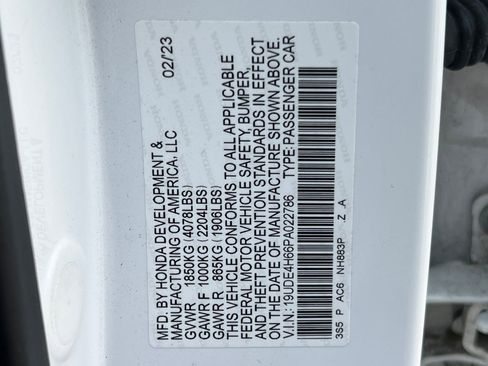 MFD. BY HONDA DEVELOPMENT &
MANUFACTURING OF AMERICA, LLC 02/'23
GVWR 1850KG(4078LBS)
GAWR F 1000KG(2204LBS)
GAWR R 865KG(1906LBS)
THIS VEHICLE CONFORMS TO ALL APPLICABLE
FEDERAL MOTOR VEHICLE SAFETY, BUMPER,
AND THEFT PREVENTION STANDARDS IN EFFECT
ON THE DATE OF MANUFACTURE SHOWN ABOVE.
V.I.N.: 19UDE4H66PA022786 TYPE: PASSENGER CAR
3S5 P AC6 NH883P Z A